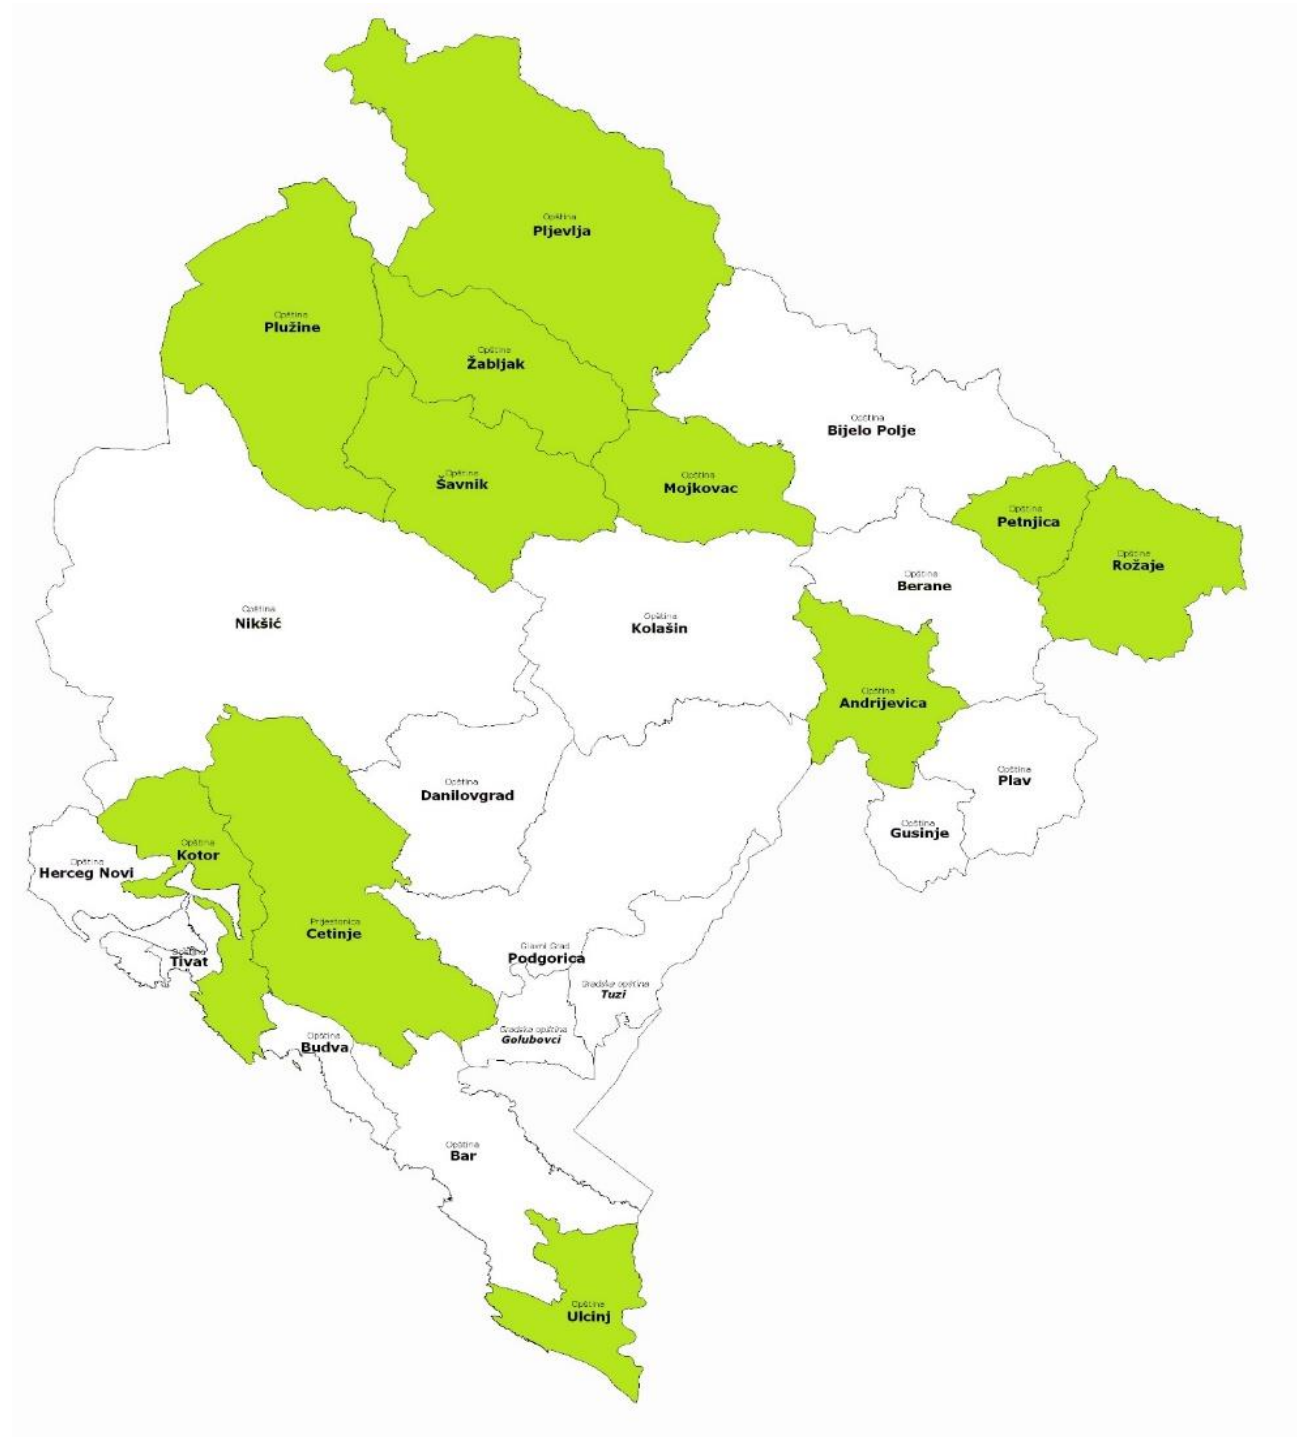 Opština
Pljevlja
Opština
Plužine
Opština
Žabljak
Opština
Bijelo Polje
Opština
Šavnik
Opština
Mojkovac
Opština
Petnjica
Opština
Rožaje
Opština
Berane
Opština
Nikšić
Opština
Kolašin
Opština
Andrijevica
Opština
Danilovgrad
Opština
Plav
Opština
Gusinje
Opština
Kotor
Opština
Herceg Novi
Prijestonica
Cetinje
Glavni Grad
Podgorica
Opština
Tivat
Gradska opština
Tuzi
Gradska opština
Golubovci
Opština
Budva
Opština
Bar
Opština
Ulcinj